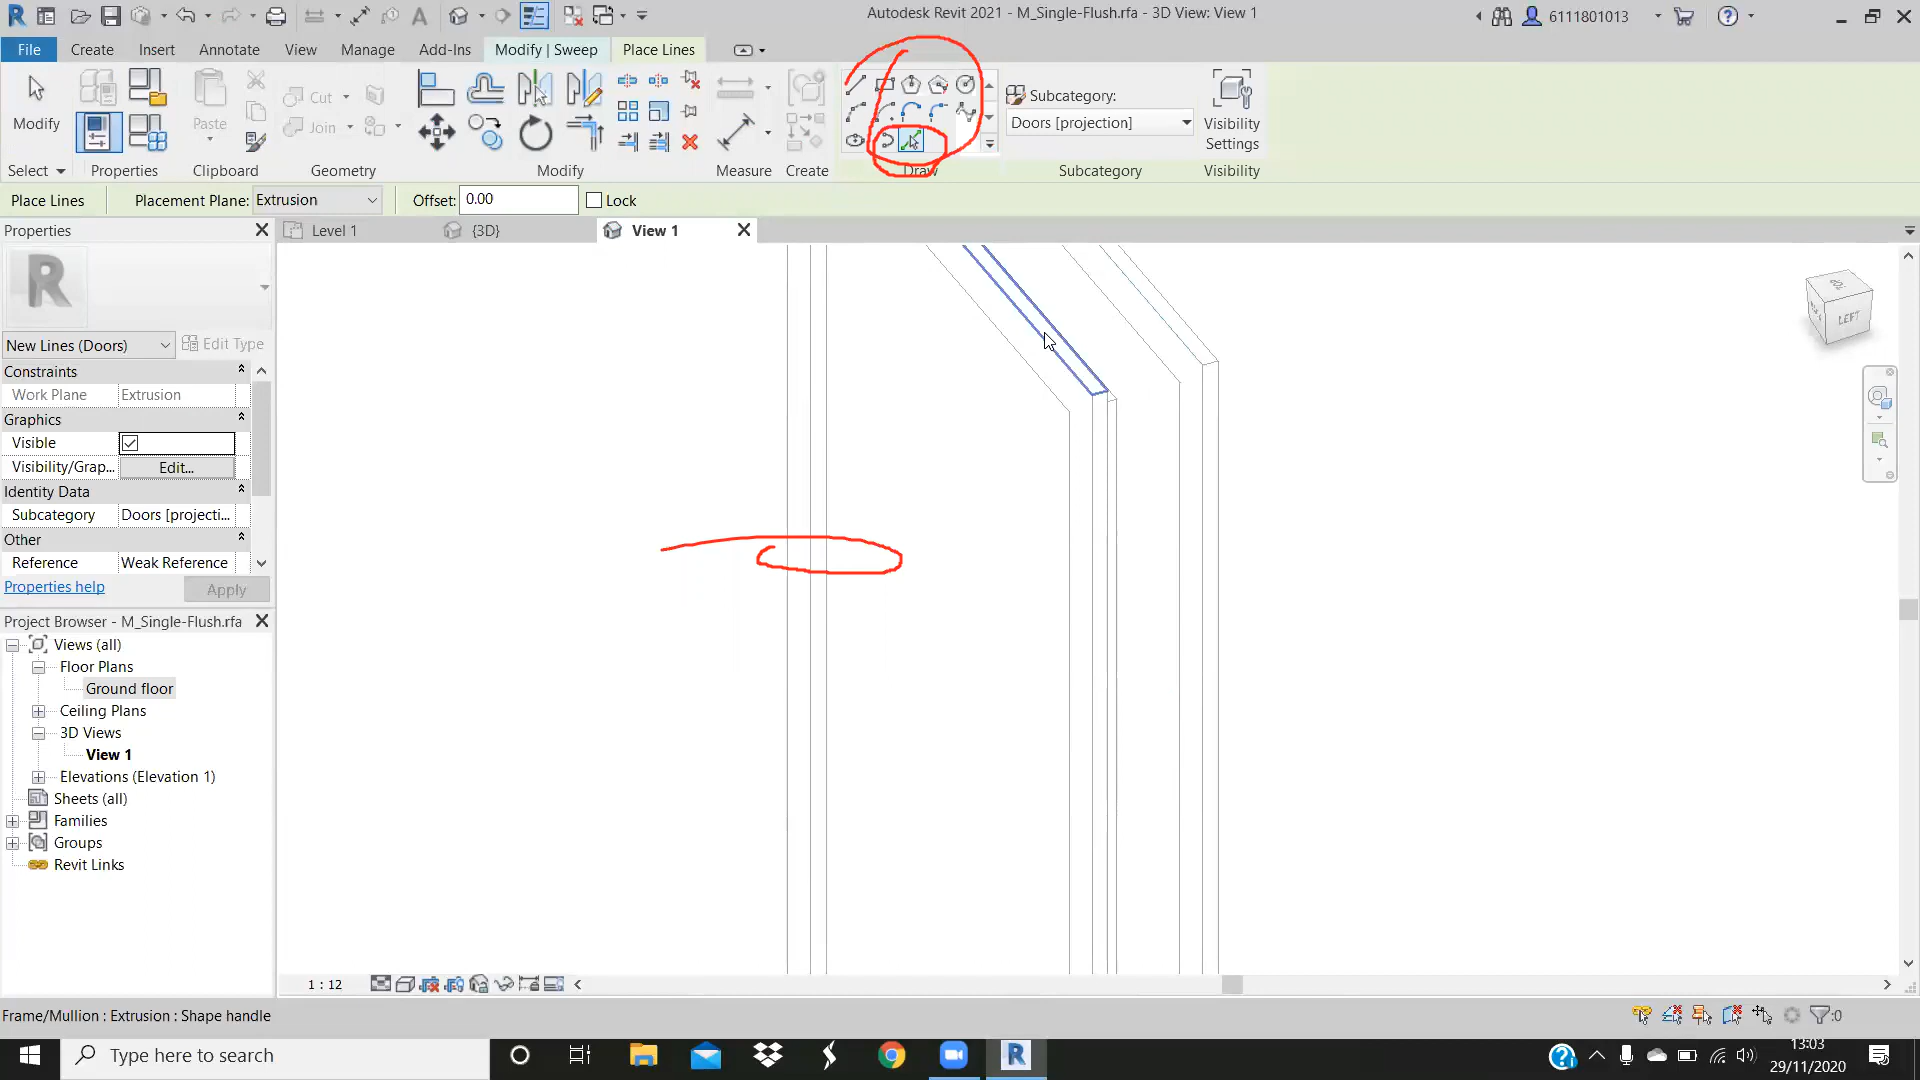 Autodesk Revit 2021 - M_Single-Flush.rfa - 3D View: View 1
6111801013
File
Create
Insert
Annotate
View
Manage
Add-Ins
Modify | Sweep
Place Lines
Modify
Paste
Cut
Join
Subcategory:
Doors [projection]
Visibility
Settings
Select
Properties
Clipboard
Geometry
Modify
Measure
Create
Draw
Subcategory
Visibility
Place Lines
Placement Plane:
Extrusion
Offset:
0.00
Lock
Properties
Level 1
{3D}
View 1
R
New Lines (Doors)
Edit Type
Constraints
Work Plane
Extrusion
Graphics
Visible
Visibility/Grap...
Edit...
Identity Data
Subcategory
Doors [projecti...
Other
Reference
Weak Reference
Properties help
Apply
LEFT
Project Browser - M_Single-Flush.rfa
Views (all)
Floor Plans
Ground floor
Ceiling Plans
3D Views
View 1
Elevations (Elevation 1)
Sheets (all)
Families
Groups
Revit Links
1 : 12
Frame/Mullion : Extrusion : Shape handle
:0
Type here to search
13:03
29/11/2020